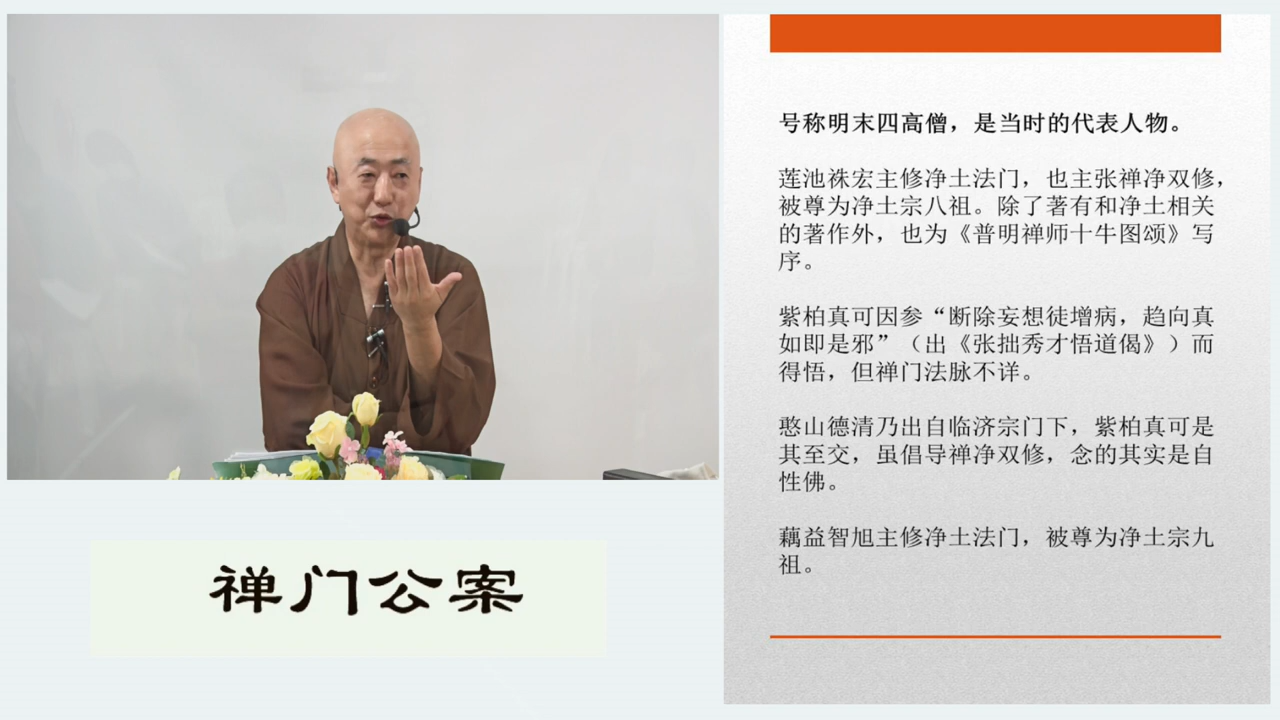 号称明末四高僧，是当时的代表人物。
莲池袾宏主修净土法门，也主张禅净双修，
被尊为净土宗八祖。除了著有和净土相关
的著作外，也为《普明禅师十牛图颂》写
序。
紫柏真可因参“断除妄想徒增病，趋向真
如即是邪”（出《张拙秀才悟道偈》）而
得悟，但禅门法脉不详。
憨山德清乃出自临济宗门下，紫柏真可是
其至交，虽倡导禅净双修，念的其实是自
性佛。
藕益智旭主修净土法门，被尊为净土宗九
祖。
禅门公案